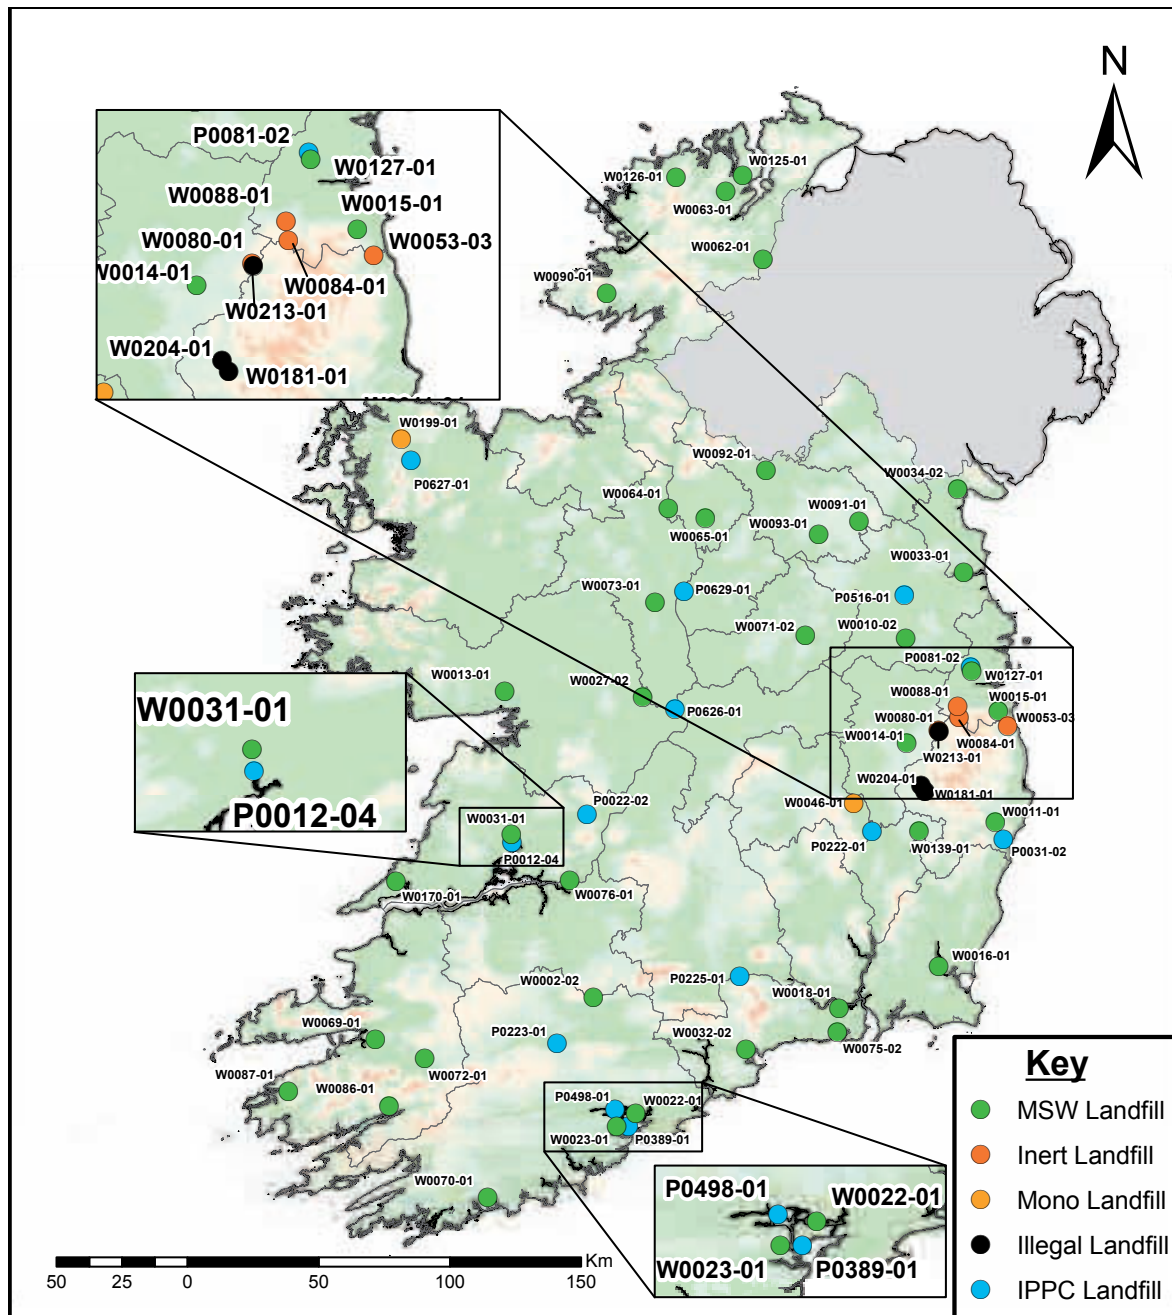 N
P0081-02
W0127-01
W0088-01
W0015-01
W0080-01
W0053-03
W0014-01
W0084-01
W0213-01
W0204-01
W0181-01
W0125-01
W0126-01
W0063-01
W0062-01
W0090-01
W0199-01
P0627-01
W0092-01
W0034-02
W0064-01
W0091-01
W0065-01
W0093-01
W0033-01
W0073-01
P0629-01
P0516-01
W0071-02
W0010-02
P0081-02
W0127-01
W0013-01
W0027-02
W0088-01
W0015-01
P0626-01
W0080-01
W0053-03
W0014-01
W0084-01
W0213-01
W0031-01
P0012-04
W0204-01
W0181-01
W0046-01
P0022-02
W0011-01
W0031-01
P0222-01
W0139-01
P0031-02
P0012-04
W0170-01
W0076-01
W0016-01
W0002-02
P0225-01
W0018-01
W0069-01
P0223-01
W0032-02
W0075-02
W0087-01
W0086-01
W0072-01
P0498-01
W0022-01
W0023-01
P0389-01
W0070-01
P0498-01
W0022-01
W0023-01
P0389-01
Key
MSW Landfill
Inert Landfill
Mono Landfill
Illegal Landfill
IPPC Landfill
50 25 0 50 100 150 Km